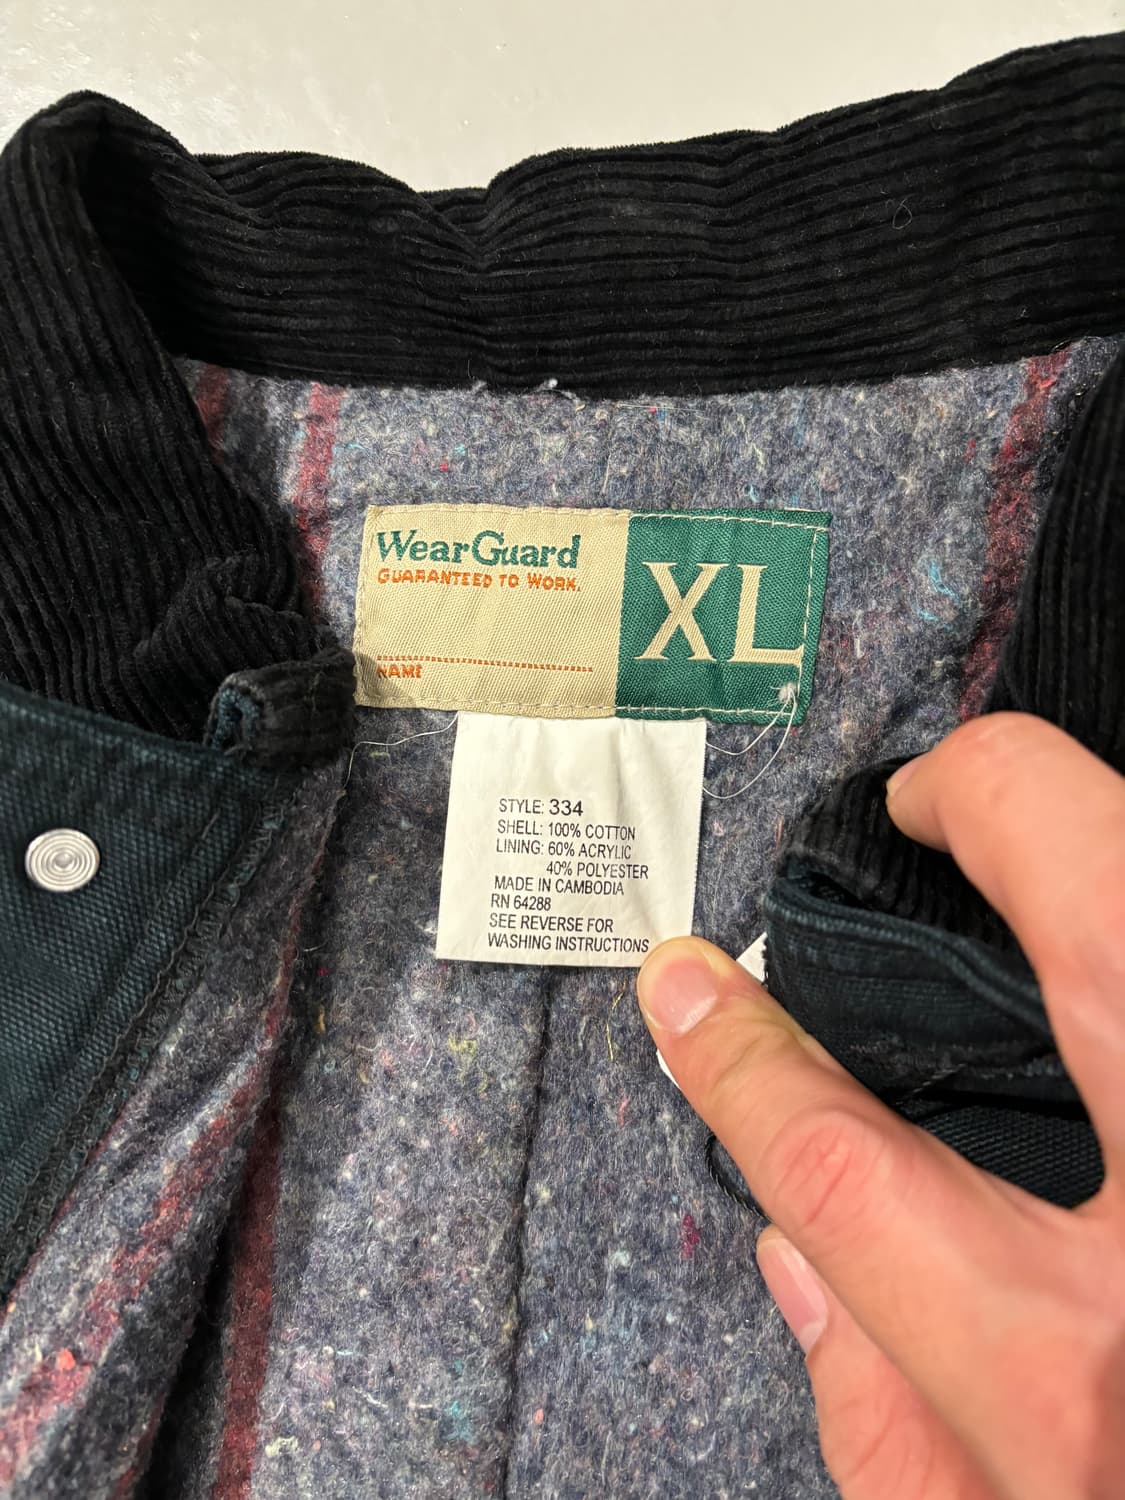 WearGuard
GUARANTEED TO WORK.
NAME
XL
STYLE: 334
SHELL: 100% COTTON
LINING: 60% ACRYLIC
40% POLYESTER
MADE IN CAMBODIA
RN 64288
SEE REVERSE FOR
WASHING INSTRUCTIONS